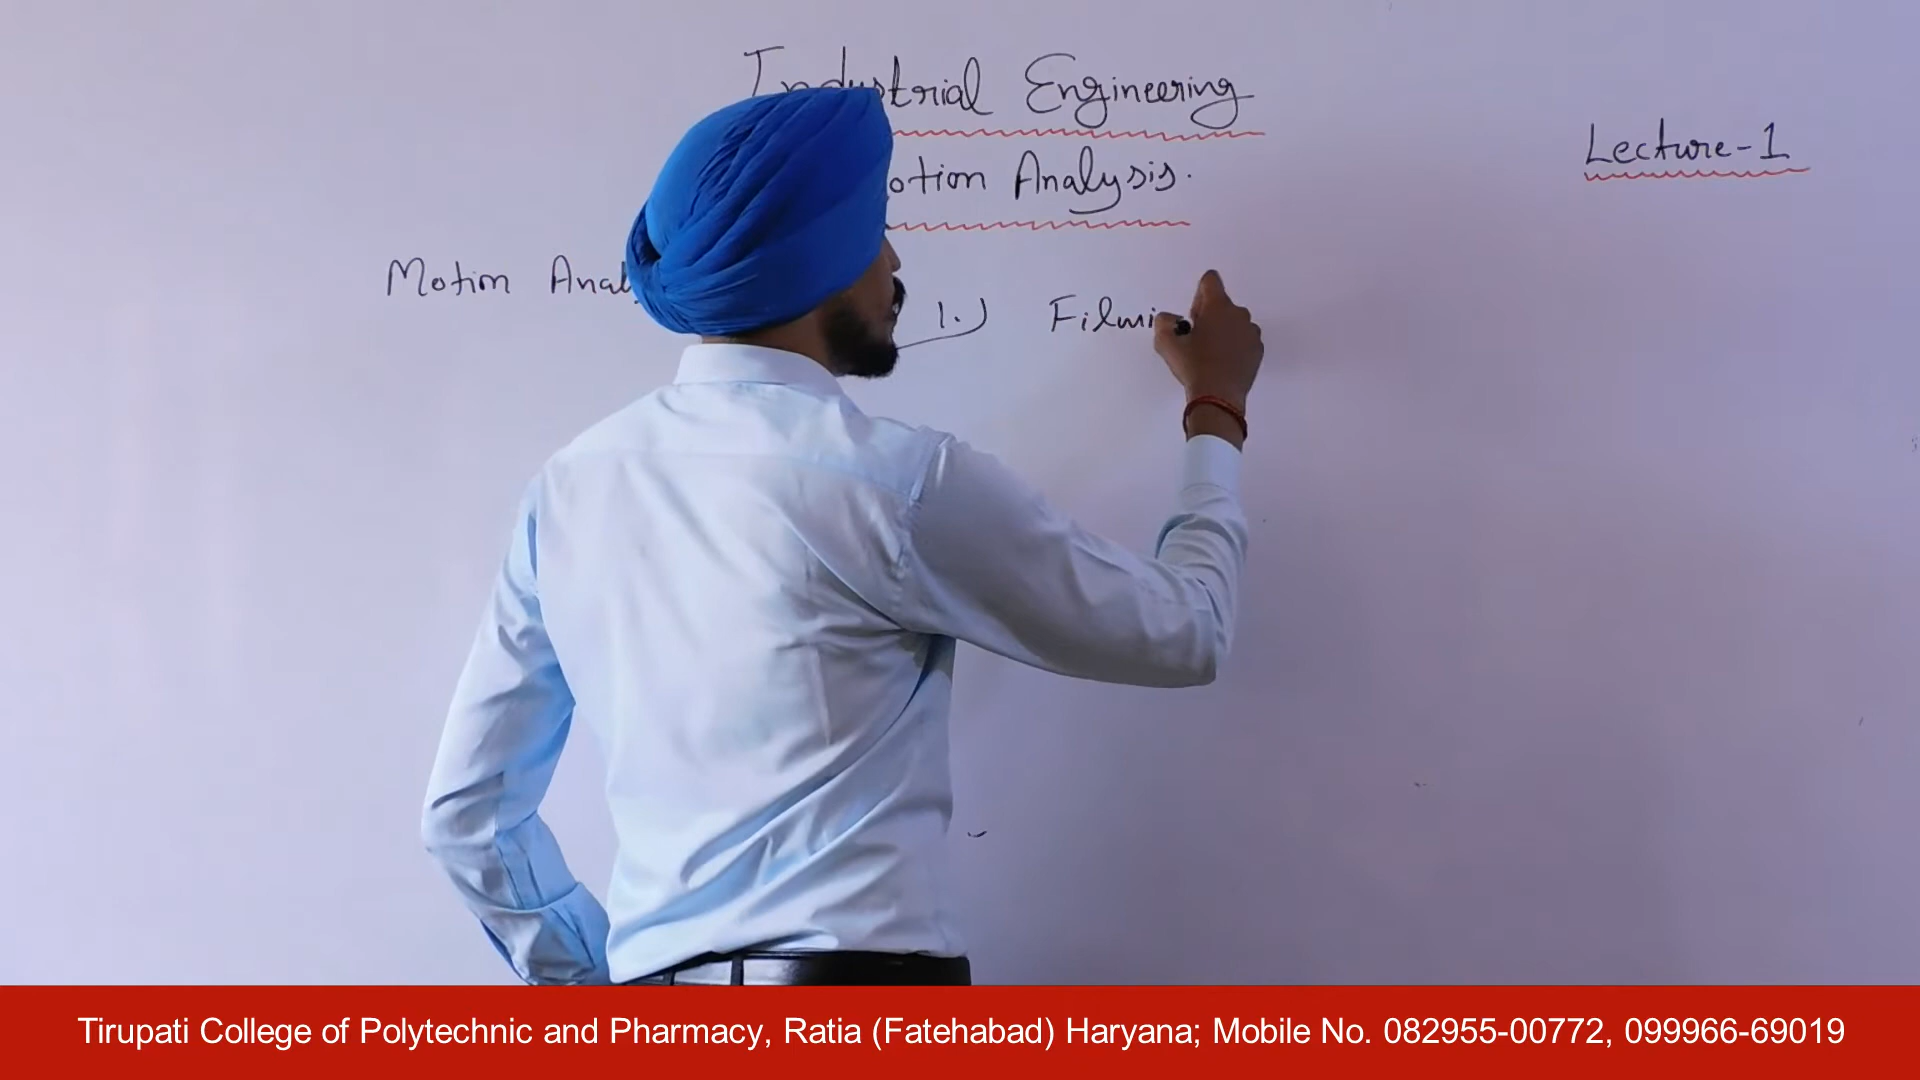 Industrial Engineering
otion Analysis.
Lecture-1
Motion Anal
1.) Filmi
Tirupati College of Polytechnic and Pharmacy, Ratia (Fatehabad) Haryana; Mobile No. 082955-00772, 099966-69019